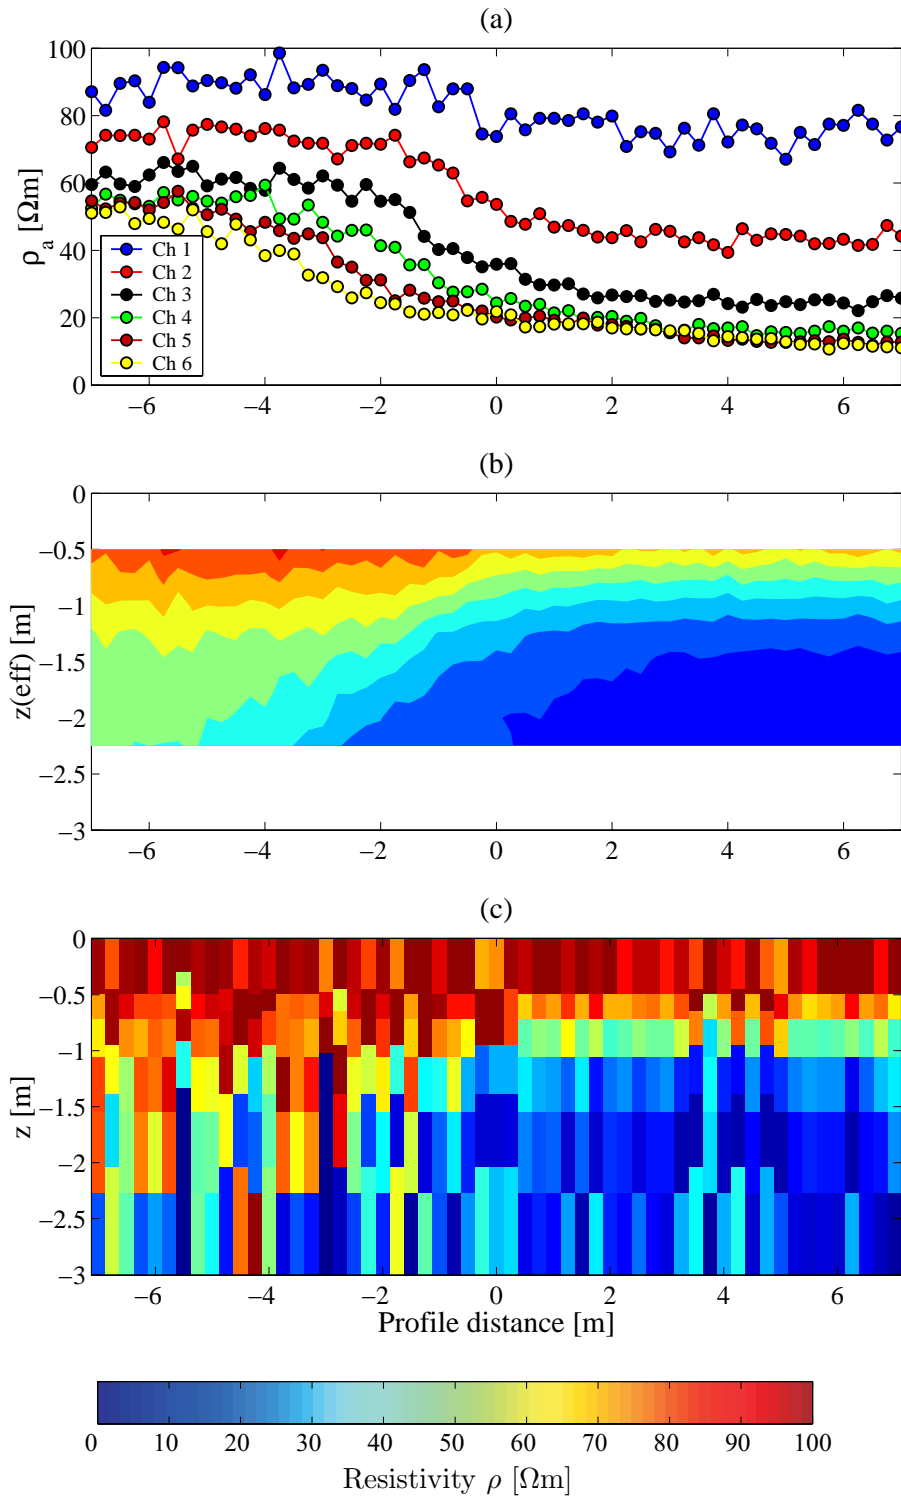 (a)
100
80
60
40
20
0
ρa [Ωm]
Ch 1
Ch 2
Ch 3
Ch 4
Ch 5
Ch 6
−6 −4 −2 0 2 4 6
(b)
0
−0.5
−1
−1.5
−2
−2.5
−3
z(eff) [m]
−6 −4 −2 0 2 4 6
(c)
0
−0.5
−1
−1.5
−2
−2.5
−3
z [m]
−6 −4 −2 0 2 4 6
Profile distance [m]
0 10 20 30 40 50 60 70 80 90 100
Resistivity ρ [Ωm]